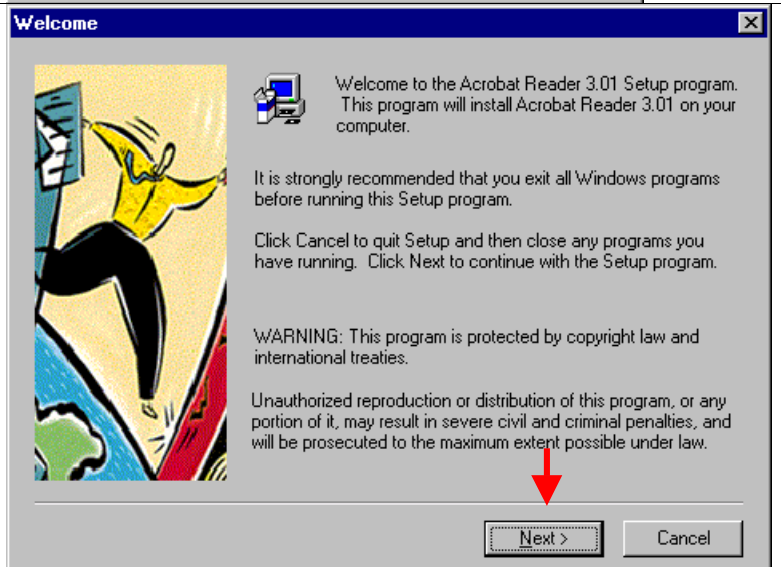 Welcome
Welcome to the Acrobat Reader 3.01 Setup program.
This program will install Acrobat Reader 3.01 on your
computer.
It is strongly recommended that you exit all Windows programs
before running this Setup program.
Click Cancel to quit Setup and then close any programs you
have running.  Click Next to continue with the Setup program.
WARNING: This program is protected by copyright law and
international treaties.
Unauthorized reproduction or distribution of this program, or any
portion of it, may result in severe civil and criminal penalties, and
will be prosecuted to the maximum extent possible under law.
Next >
Cancel